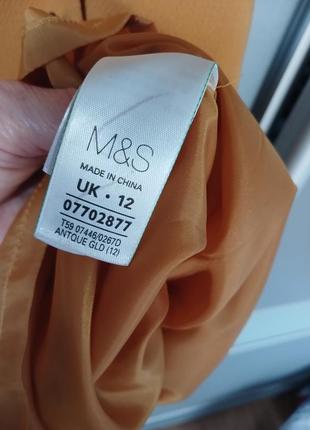 M&S
MADE IN CHINA
UK • 12
07702877
T59 07446/0267D
ANTQUE GLD (12)